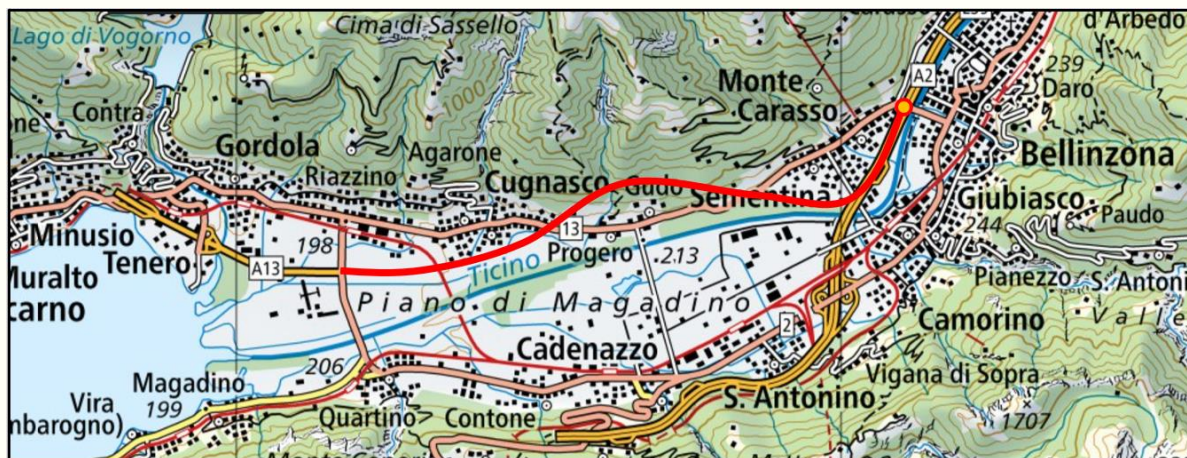 Lago di Vogorno
Cima di Sassello
d'Arbedo
A2
239
Monte
Carasso
Daro
Contra
1000
Gordola
Agarone
Riazzino
Bellinzona
Cugnasco
Gudo
Sementina
Giubiasco
244
Paudo
13
198
Minusio
Tenero
A13
Progero
213
Ticino
Pianezzo
S. Antoni
Muralto
carno
Piano di Magadino
Valle
2
Camorino
206
Cadenazzo
Magadino
Vigana di Sopra
Vira
199
mbarogno)
Quartino
Contone
S. Antonino
1707